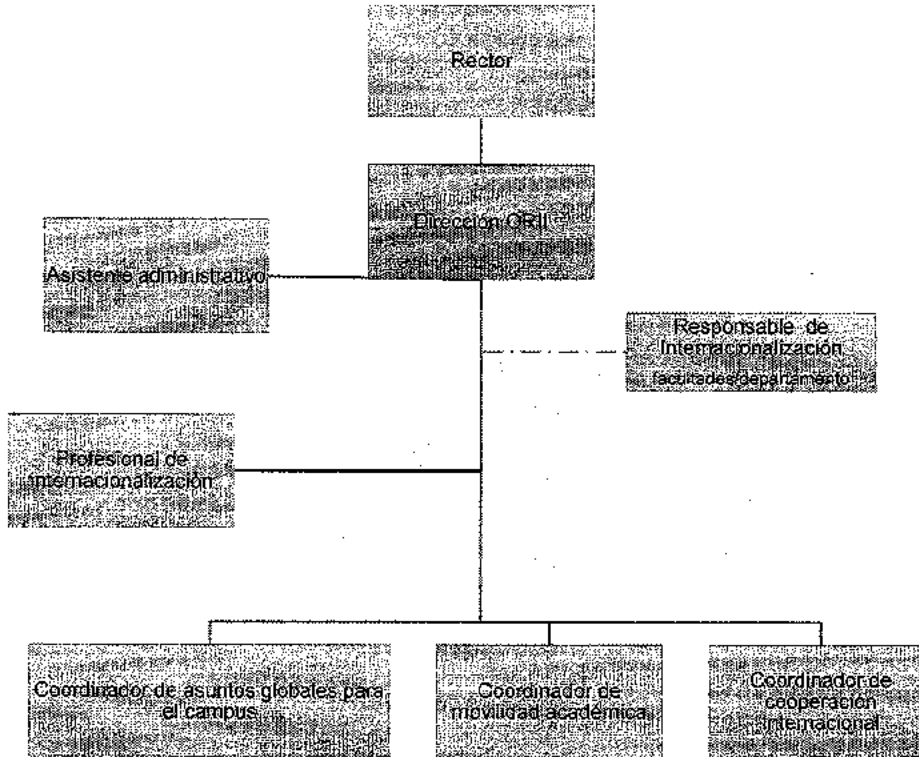 Rector
Dirección ORII
Asistente administrativo
Responsable de
Internacionalización
facultades/departamento
Profesional de
internacionalización
Coordinador de asuntos globales para
el campus
Coordinador de
movilidad académica
Coordinador de
cooperación
internacional